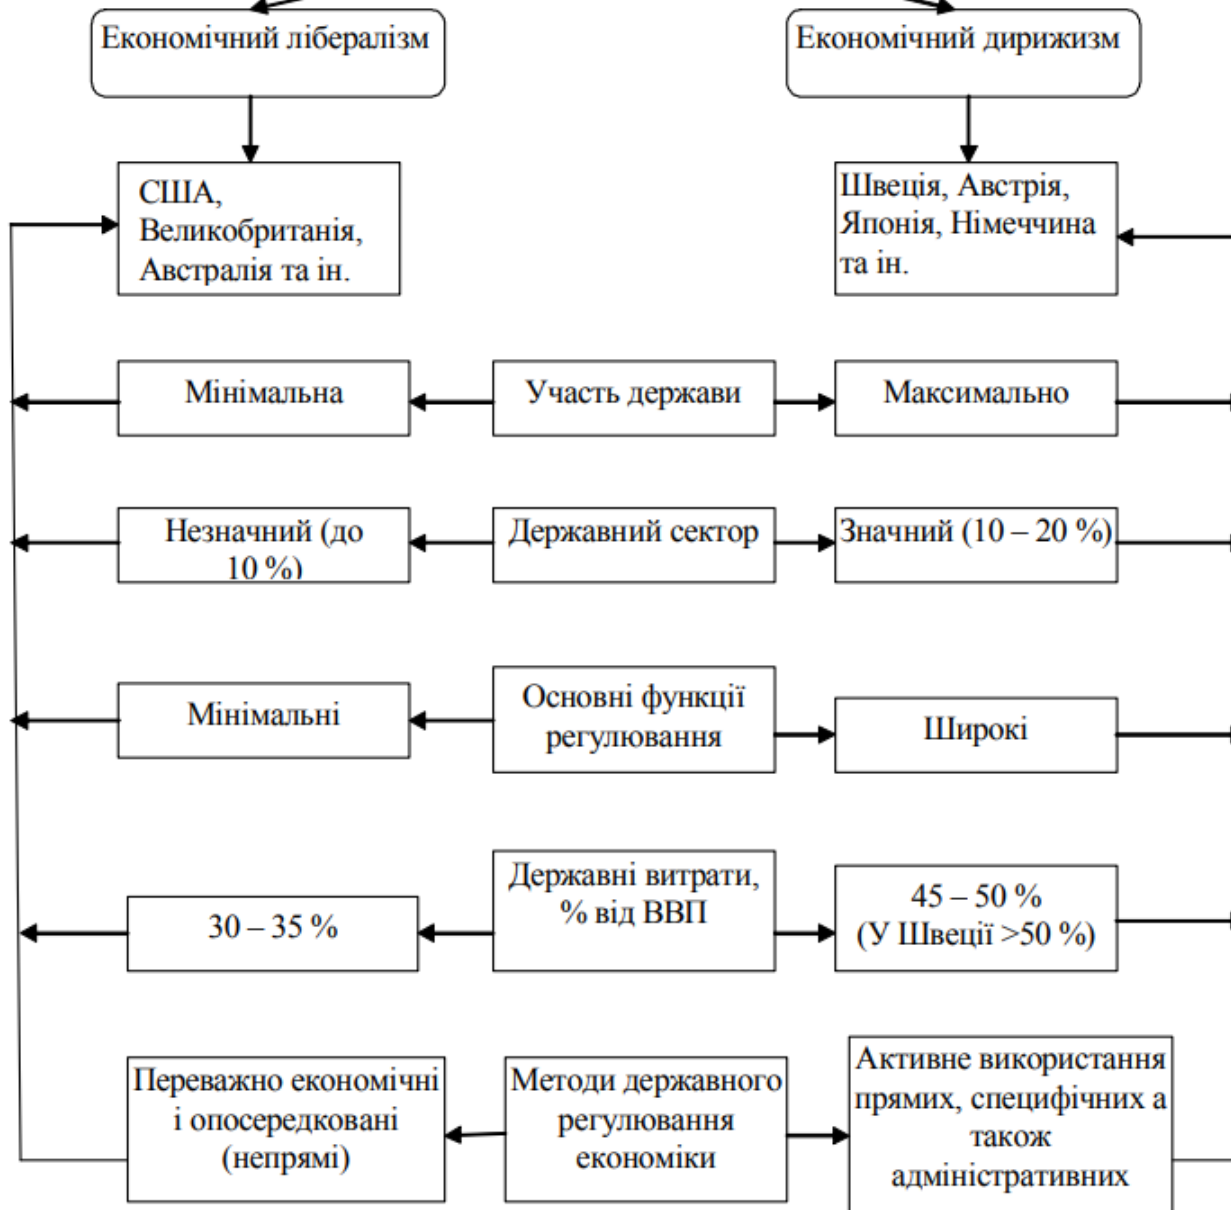 Економічний лібералізм
Економічний дирижизм
США,
Великобританія,
Австралія та ін.
Швеція, Австрія,
Японія, Німеччина
та ін.
Мінімальна
Участь держави
Максимально
Незначний (до
10 %)
Державний сектор
Значний (10 – 20 %)
Мінімальні
Основні функції
регулювання
Широкі
30 – 35 %
Державні витрати,
% від ВВП
45 – 50 %
(У Швеції >50 %)
Переважно економічні
і опосередковані
(непрямі)
Методи державного
регулювання
економіки
Активне використання
прямих, специфічних а
також
адміністративних